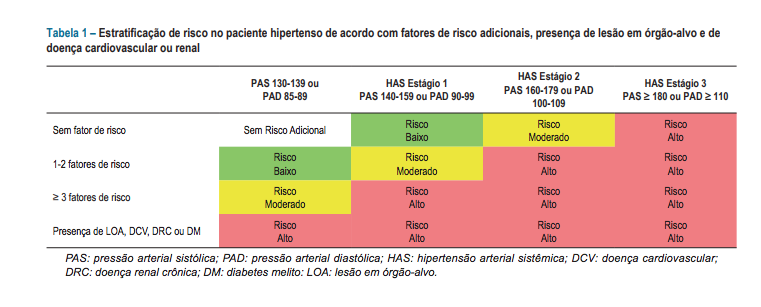 Tabela 1 – Estratificação de risco no paciente hipertenso de acordo com fatores de risco adicionais, presença de lesão em órgão-alvo e de
doença cardiovascular ou renal
PAS 130-139 ou
PAD 85-89
HAS Estágio 1
PAS 140-159 ou PAD 90-99
HAS Estágio 2
PAS 160-179 ou PAD
100-109
HAS Estágio 3
PAS ≥ 180 ou PAD ≥ 110
Sem fator de risco
Sem Risco Adicional
Risco
Baixo
Risco
Moderado
Risco
Alto
1-2 fatores de risco
Risco
Baixo
Risco
Moderado
Risco
Alto
Risco
Alto
≥ 3 fatores de risco
Risco
Moderado
Risco
Alto
Risco
Alto
Risco
Alto
Presença de LOA, DCV, DRC ou DM
Risco
Alto
Risco
Alto
Risco
Alto
Risco
Alto
PAS: pressão arterial sistólica; PAD: pressão arterial diastólica; HAS: hipertensão arterial sistêmica; DCV: doença cardiovascular;
DRC: doença renal crônica; DM: diabetes melito: LOA: lesão em órgão-alvo.